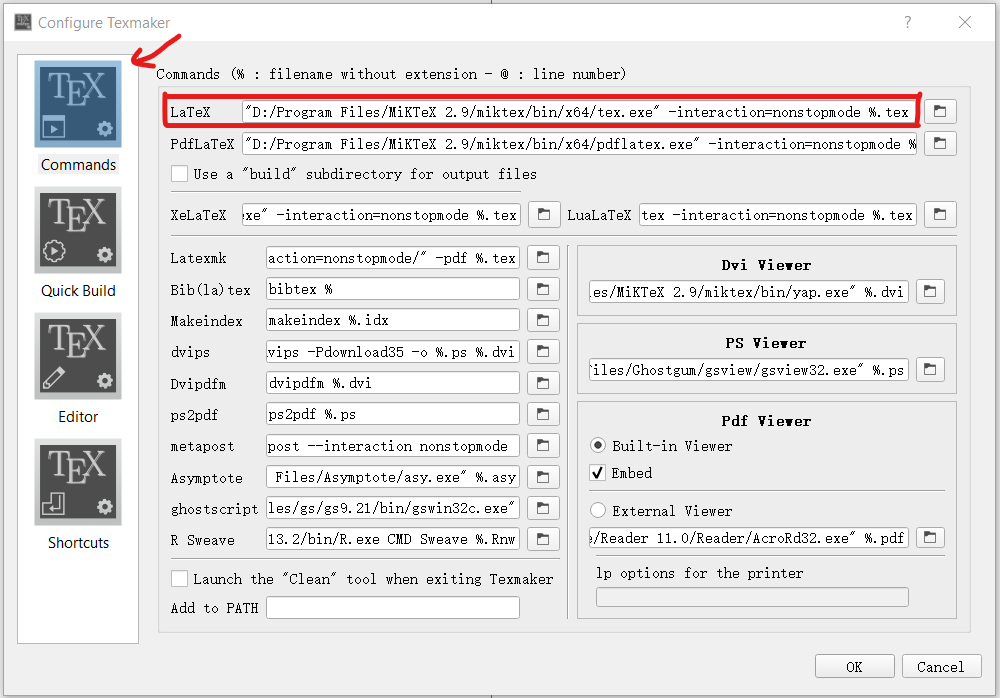 Configure Texmaker
?
TEX
Commands
TEX
Quick Build
TEX
Editor
TEX
Shortcuts
Commands (% : filename without extension - @ : line number)
LaTeX "D:/Program Files/MiKTeX 2.9/miktex/bin/x64/tex.exe" -interaction=nonstopmode %.tex
PdfLaTeX "D:/Program Files/MiKTeX 2.9/miktex/bin/x64/pdflatex.exe" -interaction=nonstopmode %
Use a "build" subdirectory for output files
XeLaTeX xe" -interaction=nonstopmode %.tex LuaLaTeX tex -interaction=nonstopmode %.tex
Latexmk action=nonstopmode/" -pdf %.tex
Bib(la)tex bibtex %
Makeindex makeindex %.idx
dvips vips -Pdownload35 -o %.ps %.dvi
Dvipdfm dvipdfm %.dvi
ps2pdf ps2pdf %.ps
metapost post --interaction nonstopmode
Asymptote Files/Asymptote/asy.exe" %.asy
ghostscript les/gs/gs9.21/bin/gswin32c.exe"
R Sweave 13.2/bin/R.exe CMD Sweave %.Rnw
Launch the "Clean" tool when exiting Texmaker
Add to PATH
Dvi Viewer
es/MiKTeX 2.9/miktex/bin/yap.exe" %.dvi
PS Viewer
iles/Ghostgum/gsview/gsview32.exe" %.ps
Pdf Viewer
Built-in Viewer
Embed
External Viewer
e/Reader 11.0/Reader/AcroRd32.exe" %.pdf
lp options for the printer
OK Cancel